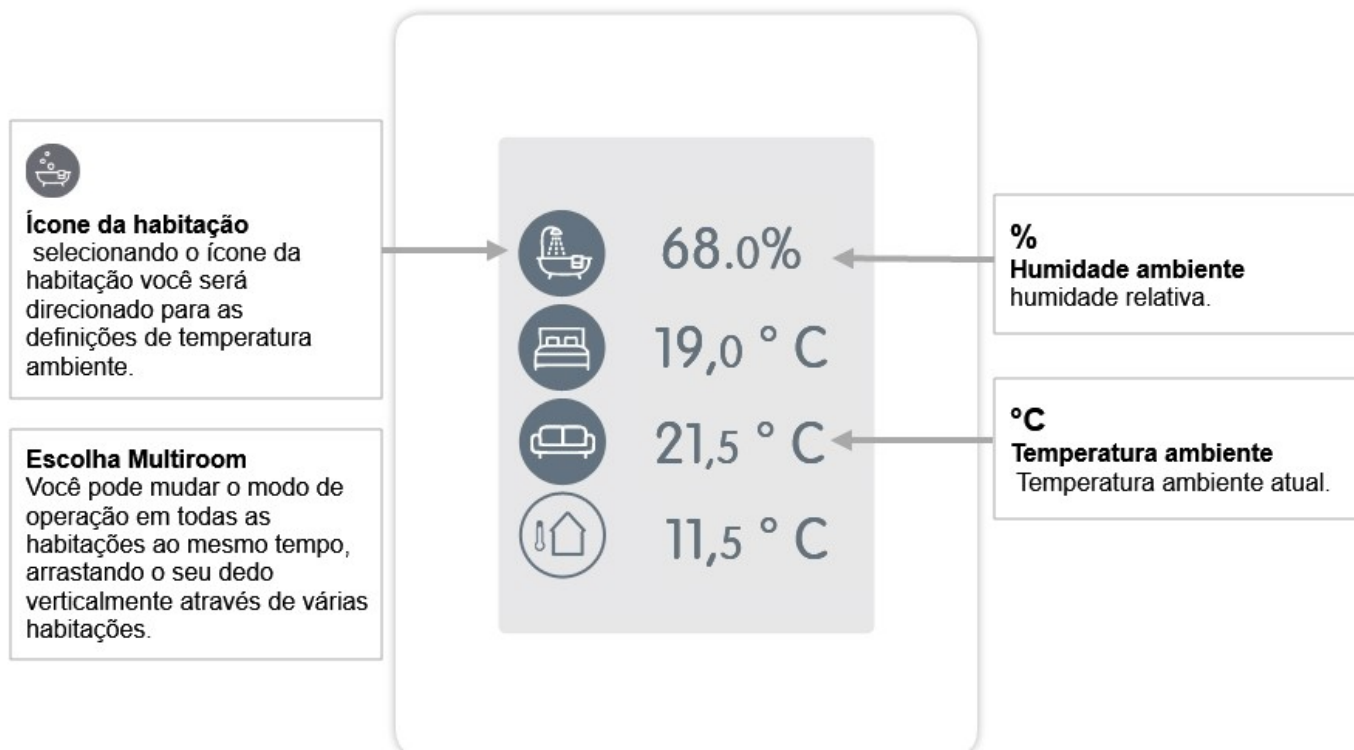 Ícone da habitação
selecionando o ícone da
habitação você será
direcionado para as
definições de temperatura
ambiente.
Escolha Multiroom
Você pode mudar o modo de
operação em todas as
habitações ao mesmo tempo,
arrastando o seu dedo
verticalmente através de várias
habitações.
68.0%
19,0 ° C
21,5 ° C
11,5 ° C
%
Humidade ambiente
humidade relativa.
°C
Temperatura ambiente
Temperatura ambiente atual.